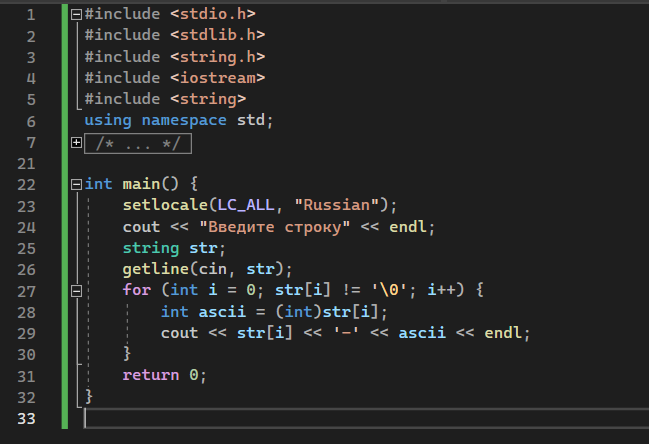 1 #include <stdio.h>
2 #include <stdlib.h>
3 #include <string.h>
4 #include <iostream>
5 #include <string>
6 using namespace std;
7 /* ... */
21
22 int main() {
23 setlocale(LC_ALL, "Russian");
24 cout << "Введите строку" << endl;
25 string str;
26 getline(cin, str);
27 for (int i = 0; str[i] != '\0'; i++) {
28 int ascii = (int)str[i];
29 cout << str[i] << '-' << ascii << endl;
30 }
31 return 0;
32 }
33